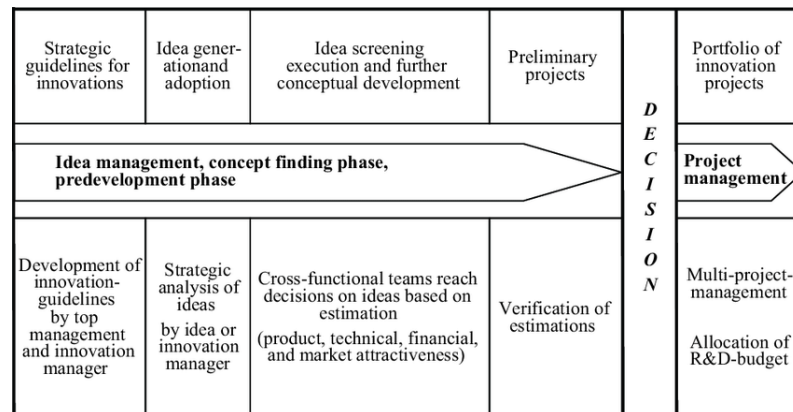 Strategic
guidelines for
innovations
Idea gener-
ationand
adoption
Idea screening
execution and further
conceptual development
Preliminary
projects
Portfolio of
innovation
projects
Idea management, concept finding phase,
predevelopment phase
DECISION
Project
management
Development of
innovation-
guidelines
by top
management
and innovation
manager
Strategic
analysis of
ideas
by idea or
innovation
manager
Cross-functional teams reach
decisions on ideas based on
estimation
(product, technical, financial,
and market attractiveness)
Verification of
estimations
Multi-project-
management
Allocation of
R&D-budget